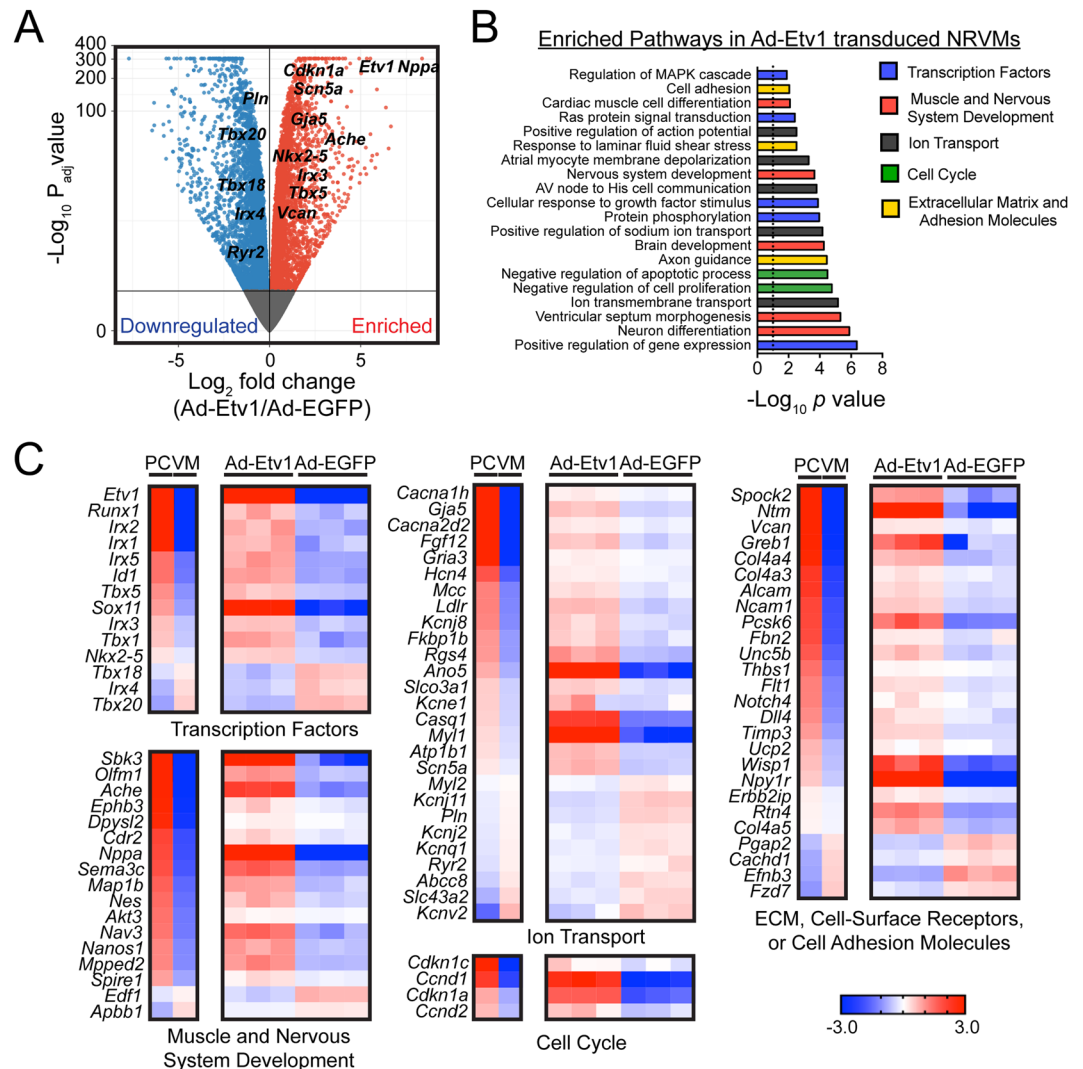 A
400
300
200
100
0
-Log10 Padj value
Cdkn1a
Etv1 Nppa
Scn5a
Pln
Gja5
Tbx20
Ache
Nkx2-5
Irx3
Tbx18
Tbx5
Irx4
Vcan
Ryr2
Downregulated
Enriched
-5 0 5
Log2 fold change
(Ad-Etv1/Ad-EGFP)
B
Enriched Pathways in Ad-Etv1 transduced NRVMs
Regulation of MAPK cascade
Cell adhesion
Cardiac muscle cell differentiation
Ras protein signal transduction
Positive regulation of action potential
Response to laminar fluid shear stress
Atrial myocyte membrane depolarization
Nervous system development
AV node to His cell communication
Cellular response to growth factor stimulus
Protein phosphorylation
Positive regulation of sodium ion transport
Brain development
Axon guidance
Negative regulation of apoptotic process
Negative regulation of cell proliferation
Ion transmembrane transport
Ventricular septum morphogenesis
Neuron differentiation
Positive regulation of gene expression
0 2 4 6 8
-Log10 p value
Transcription Factors
Muscle and Nervous
System Development
Ion Transport
Cell Cycle
Extracellular Matrix and
Adhesion Molecules
C
PCVM Ad-Etv1 Ad-EGFP
Etv1
Runx1
Irx2
Irx1
Irx5
Id1
Tbx5
Sox11
Irx3
Tbx1
Nkx2-5
Tbx18
Irx4
Tbx20
Transcription Factors
Sbk3
Olfm1
Ache
Ephb3
Dpysl2
Cdr2
Nppa
Sema3c
Map1b
Nes
Akt3
Nav3
Nanos1
Mpped2
Spire1
Edf1
Apbb1
Muscle and Nervous
System Development
PCVM Ad-Etv1 Ad-EGFP
Cacna1h
Gja5
Cacna2d2
Fgf12
Gria3
Hcn4
Mcc
Ldlr
Kcnj8
Fkbp1b
Rgs4
Ano5
Slco3a1
Kcne1
Casq1
Myl1
Atp1b1
Scn5a
Myl2
Kcnj11
Pln
Kcnj2
Kcnq1
Ryr2
Abcc8
Slc43a2
Kcnv2
Ion Transport
Cdkn1c
Ccnd1
Cdkn1a
Ccnd2
Cell Cycle
PCVM Ad-Etv1 Ad-EGFP
Spock2
Ntm
Vcan
Greb1
Col4a4
Col4a3
Alcam
Ncam1
Pcsk6
Fbn2
Unc5b
Thbs1
Flt1
Notch4
Dll4
Timp3
Ucp2
Wisp1
Npy1r
Erbb2ip
Rtn4
Col4a5
Pgap2
Cachd1
Efnb3
Fzd7
ECM, Cell-Surface Receptors,
or Cell Adhesion Molecules
-3.0 3.0